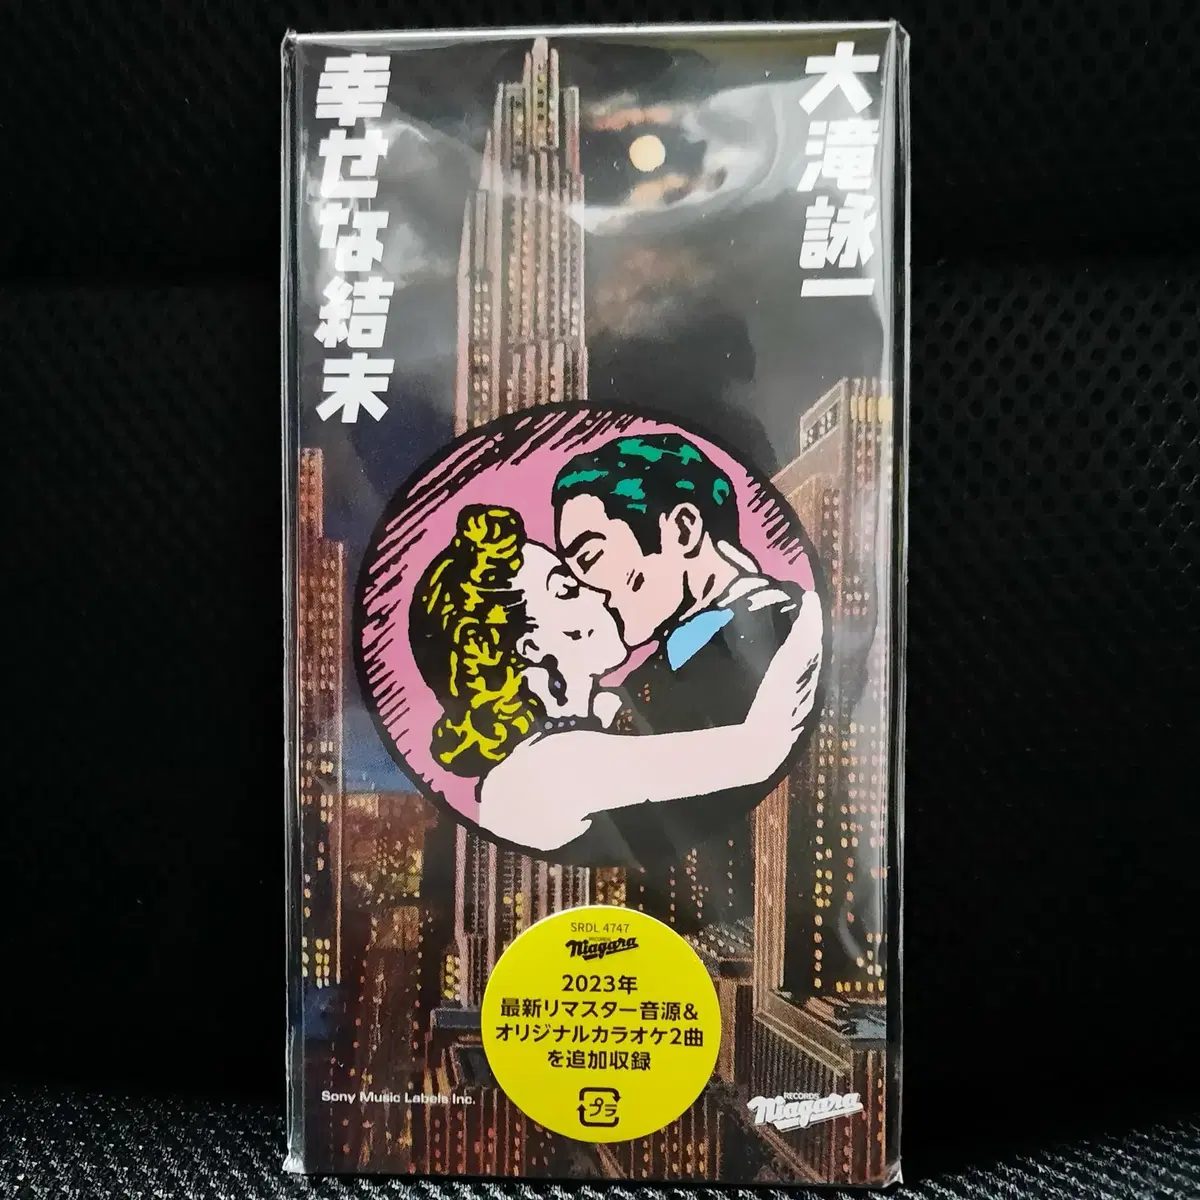 大滝詠一
幸せな結末
SRDL 4747
RECORDS
Niagara
2023年
最新リマスター音源&
オリジナルカラオケ2曲
を追加収録
プラ
Sony Music Labels Inc.
RECORDS
Niagara